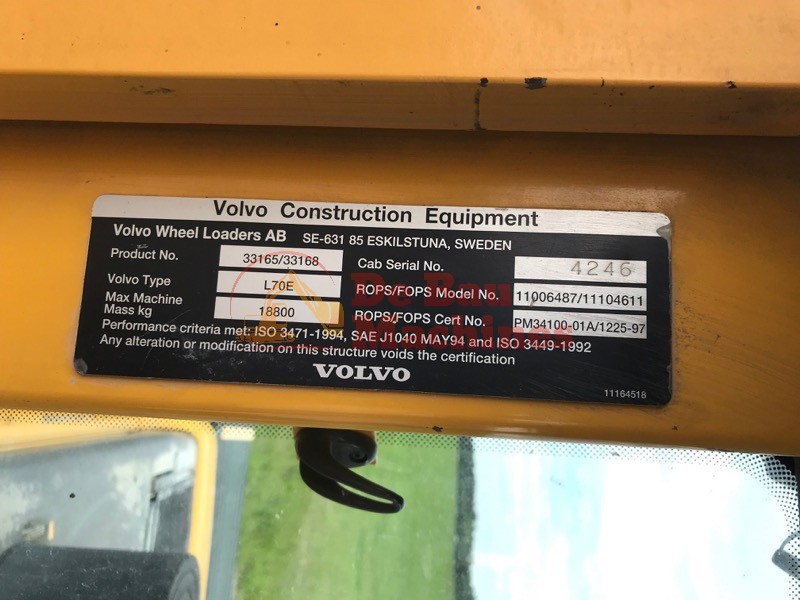 Volvo Construction Equipment
Volvo Wheel Loaders AB SE-631 85 ESKILSTUNA, SWEDEN
Product No. 33165/33168 Cab Serial No. 4246
Volvo Type L70E ROPS/FOPS Model No. 11006487/11104611
Max Machine Mass kg 18800 ROPS/FOPS Cert No. PM34100-01A/1225-97
Performance criteria met: ISO 3471-1994, SAE J1040 MAY94 and ISO 3449-1992
Any alteration or modification on this structure voids the certification
VOLVO
11164518
De Bau
Machines